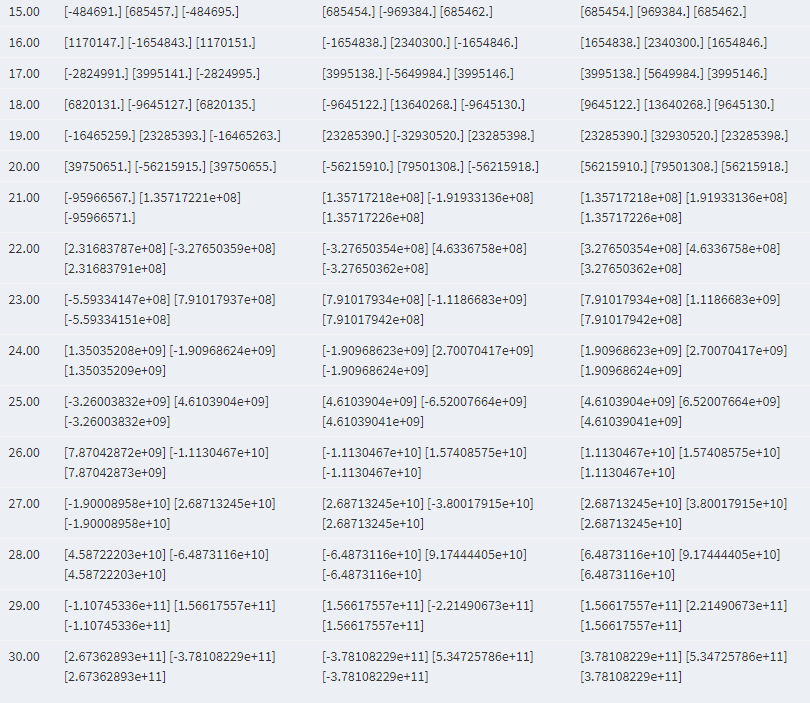 15.00 [-484691.] [685457.] [-484695.] [685454.] [-969384.] [685462.] [685454.] [969384.] [685462.]
16.00 [1170147.] [-1654843.] [1170151.] [-1654838.] [2340300.] [-1654846.] [1654838.] [2340300.] [1654846.]
17.00 [-2824991.] [3995141.] [-2824995.] [3995138.] [-5649984.] [3995146.] [3995138.] [5649984.] [3995146.]
18.00 [6820131.] [-9645127.] [6820135.] [-9645122.] [13640268.] [-9645130.] [9645122.] [13640268.] [9645130.]
19.00 [-16465259.] [23285393.] [-16465263.] [23285390.] [-32930520.] [23285398.] [23285390.] [32930520.] [23285398.]
20.00 [39750651.] [-56215915.] [39750655.] [-56215910.] [79501308.] [-56215918.] [56215910.] [79501308.] [56215918.]
21.00 [-95966567.] [1.35717221e+08] [1.35717218e+08] [-1.91933136e+08] [1.35717218e+08] [1.91933136e+08]
[-95966571.] [1.35717226e+08] [1.35717226e+08]
22.00 [2.31683787e+08] [-3.27650359e+08] [-3.27650354e+08] [4.6336758e+08] [3.27650354e+08] [4.6336758e+08]
[2.31683791e+08] [-3.27650362e+08] [3.27650362e+08]
23.00 [-5.59334147e+08] [7.91017937e+08] [7.91017934e+08] [-1.1186683e+09] [7.91017934e+08] [1.1186683e+09]
[-5.59334151e+08] [7.91017942e+08] [7.91017942e+08]
24.00 [1.35035208e+09] [-1.90968624e+09] [-1.90968623e+09] [2.70070417e+09] [1.90968623e+09] [2.70070417e+09]
[1.35035209e+09] [-1.90968624e+09] [1.90968624e+09]
25.00 [-3.26003832e+09] [4.6103904e+09] [4.6103904e+09] [-6.52007664e+09] [4.6103904e+09] [6.52007664e+09]
[-3.26003832e+09] [4.61039041e+09] [4.61039041e+09]
26.00 [7.87042872e+09] [-1.1130467e+10] [-1.1130467e+10] [1.57408575e+10] [1.1130467e+10] [1.57408575e+10]
[7.87042873e+09] [-1.1130467e+10] [1.1130467e+10]
27.00 [-1.90008958e+10] [2.68713245e+10] [2.68713245e+10] [-3.80017915e+10] [2.68713245e+10] [3.80017915e+10]
[-1.90008958e+10] [2.68713245e+10] [2.68713245e+10]
28.00 [4.58722203e+10] [-6.4873116e+10] [-6.4873116e+10] [9.17444405e+10] [6.4873116e+10] [9.17444405e+10]
[4.58722203e+10] [-6.4873116e+10] [6.4873116e+10]
29.00 [-1.10745336e+11] [1.56617557e+11] [1.56617557e+11] [-2.21490673e+11] [1.56617557e+11] [2.21490673e+11]
[-1.10745336e+11] [1.56617557e+11] [1.56617557e+11]
30.00 [2.67362893e+11] [-3.78108229e+11] [-3.78108229e+11] [5.34725786e+11] [3.78108229e+11] [5.34725786e+11]
[2.67362893e+11] [-3.78108229e+11] [3.78108229e+11]